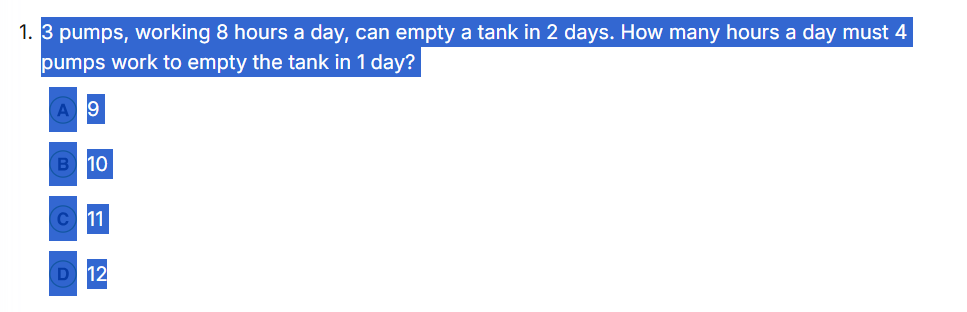 1. 3 pumps, working 8 hours a day, can empty a tank in 2 days. How many hours a day must 4
pumps work to empty the tank in 1 day?
A 9
B 10
C 11
D 12